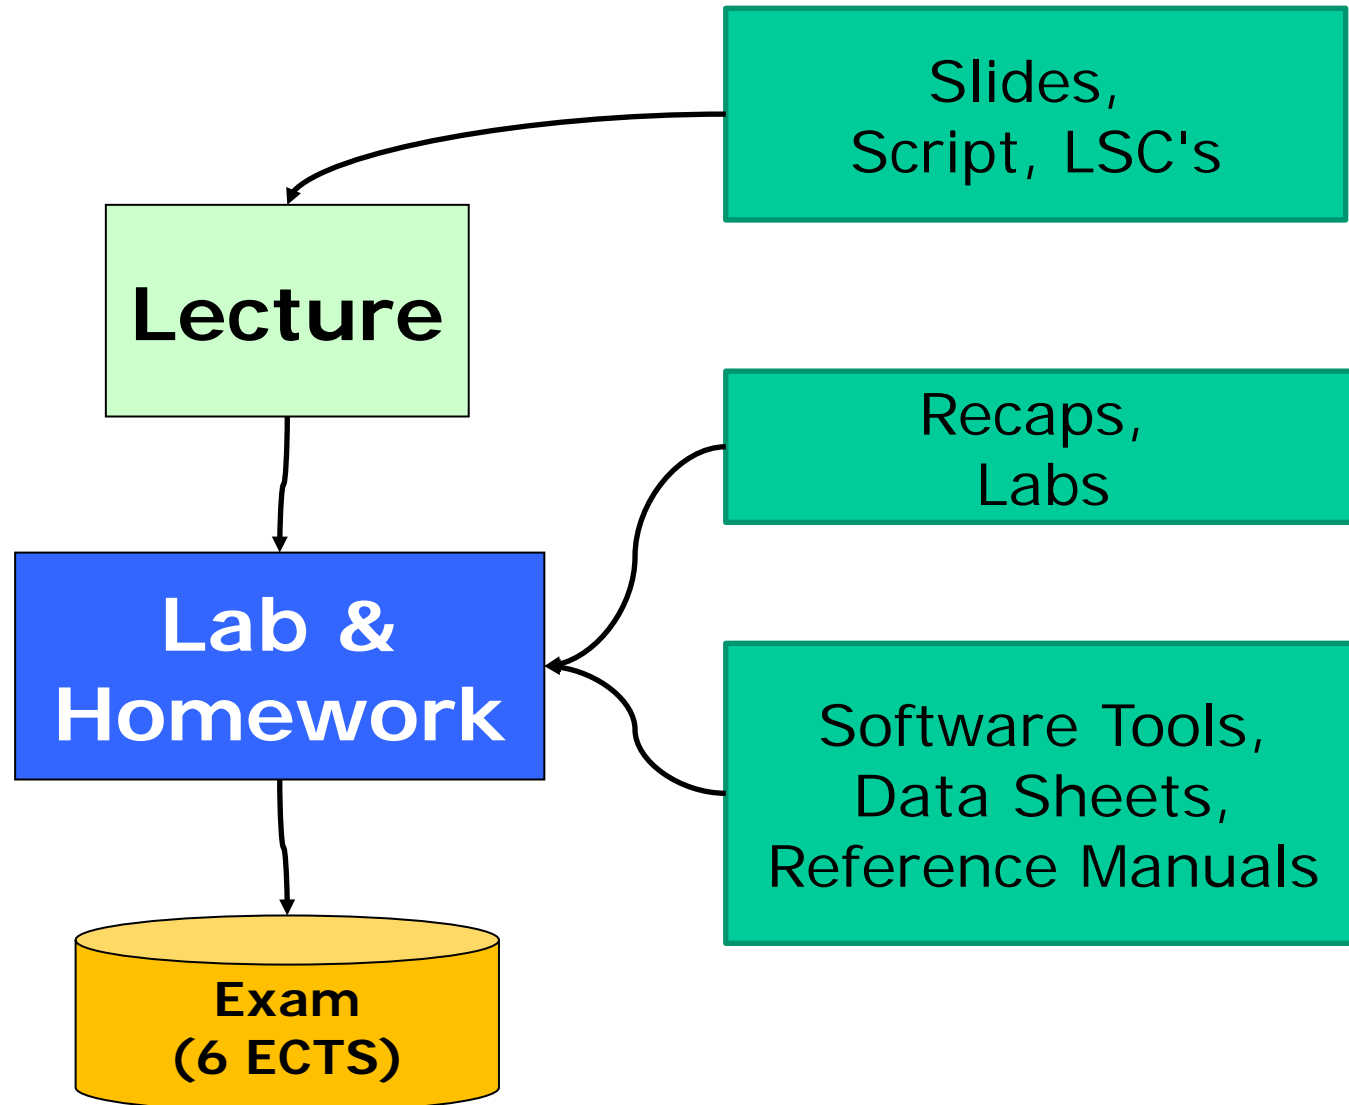 Slides,
Script, LSC's
Lecture
Recaps,
Labs
Lab &
Homework
Software Tools,
Data Sheets,
Reference Manuals
Exam
(6 ECTS)